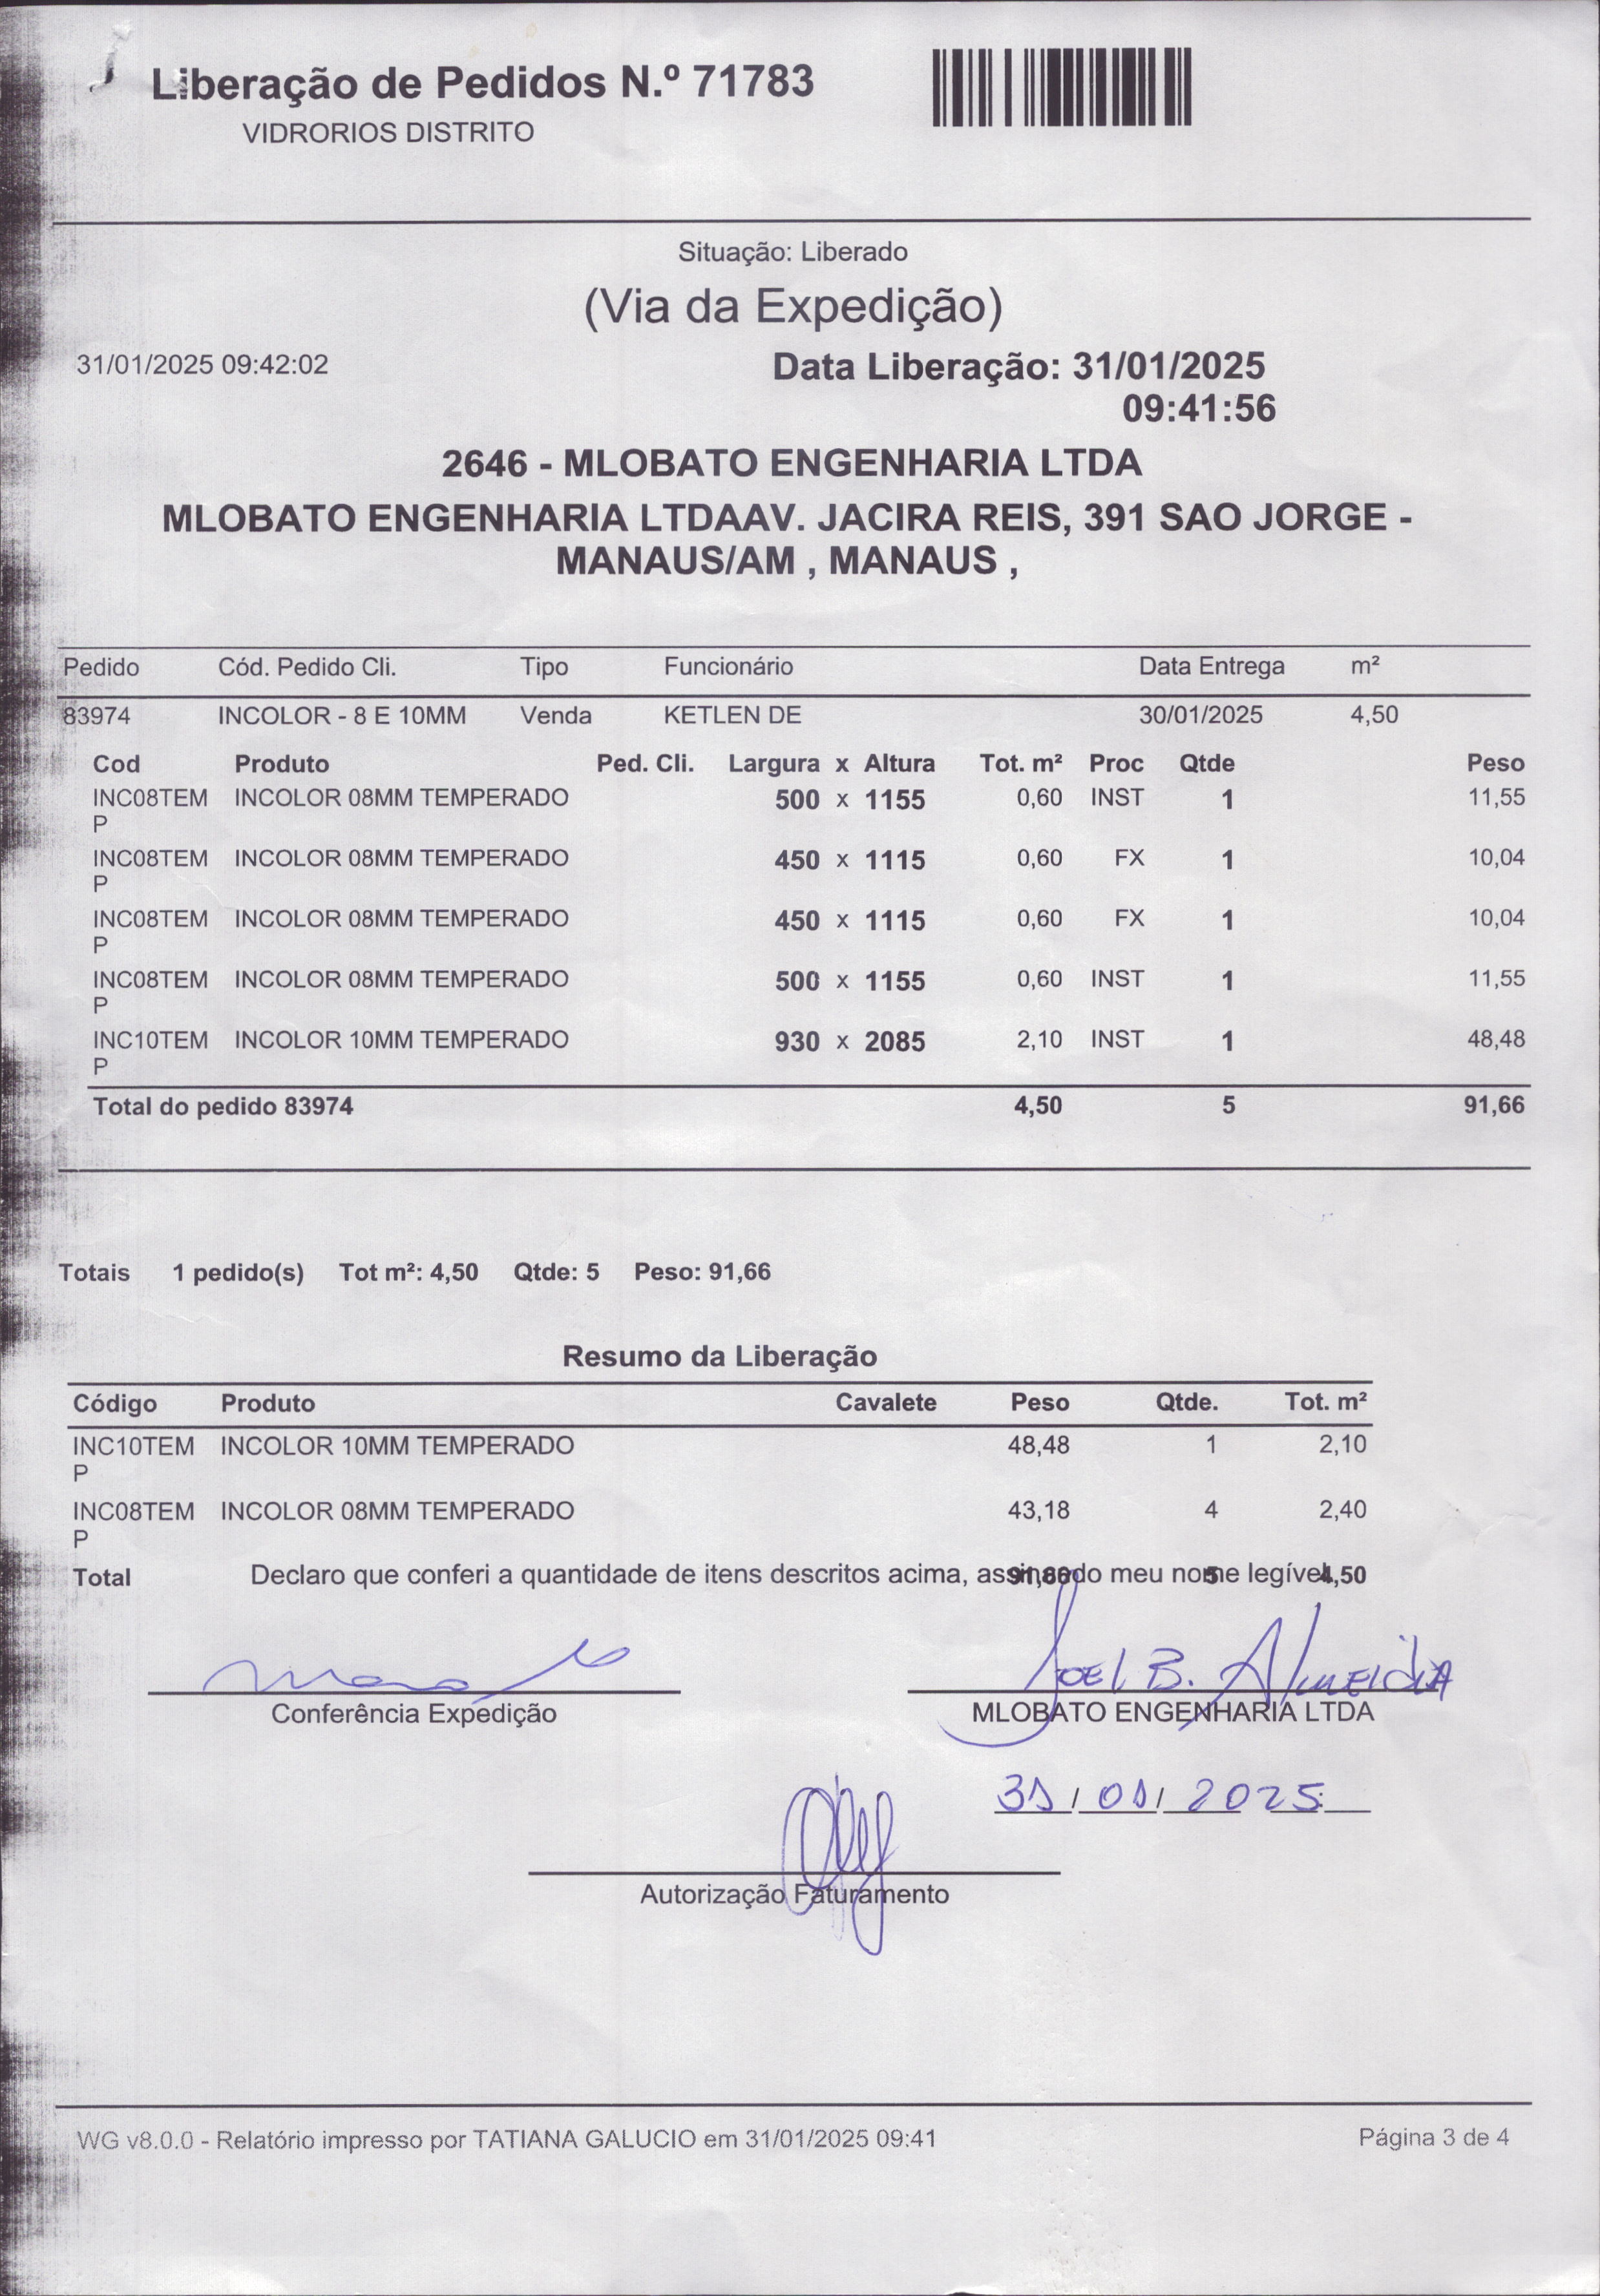 Liberação de Pedidos N.º 71783
VIDRORIOS DISTRITO
Situação: Liberado
(Via da Expedição)
31/01/2025 09:42:02
Data Liberação: 31/01/2025
09:41:56
2646 - MLOBATO ENGENHARIA LTDA
MLOBATO ENGENHARIA LTDAAV. JACIRA REIS, 391 SAO JORGE -
MANAUS/AM , MANAUS ,
Pedido Cód. Pedido Cli. Tipo Funcionário Data Entrega m²
83974 INCOLOR - 8 E 10MM Venda KETLEN DE 30/01/2025 4,50
Cod Produto Ped. Cli. Largura x Altura Tot. m² Proc Qtde Peso
INC08TEM INCOLOR 08MM TEMPERADO 500 x 1155 0,60 INST 1 11,55
P
INC08TEM INCOLOR 08MM TEMPERADO 450 x 1115 0,60 FX 1 10,04
P
INC08TEM INCOLOR 08MM TEMPERADO 450 x 1115 0,60 FX 1 10,04
P
INC08TEM INCOLOR 08MM TEMPERADO 500 x 1155 0,60 INST 1 11,55
P
INC10TEM INCOLOR 10MM TEMPERADO 930 x 2085 2,10 INST 1 48,48
P
Total do pedido 83974 4,50 5 91,66
Totais 1 pedido(s) Tot m²: 4,50 Qtde: 5 Peso: 91,66
Resumo da Liberação
Código Produto Cavalete Peso Qtde. Tot. m²
INC10TEM INCOLOR 10MM TEMPERADO 48,48 1 2,10
P
INC08TEM INCOLOR 08MM TEMPERADO 43,18 4 2,40
P
Total 91,66 5 4,50
Declaro que conferi a quantidade de itens descritos acima, assinando meu nome legível.
Joel B. Almeida
Conferência Expedição MLOBATO ENGENHARIA LTDA
31/01/2025
Autorização Faturamento
WG v8.0.0 - Relatório impresso por TATIANA GALUCIO em 31/01/2025 09:41 Página 3 de 4